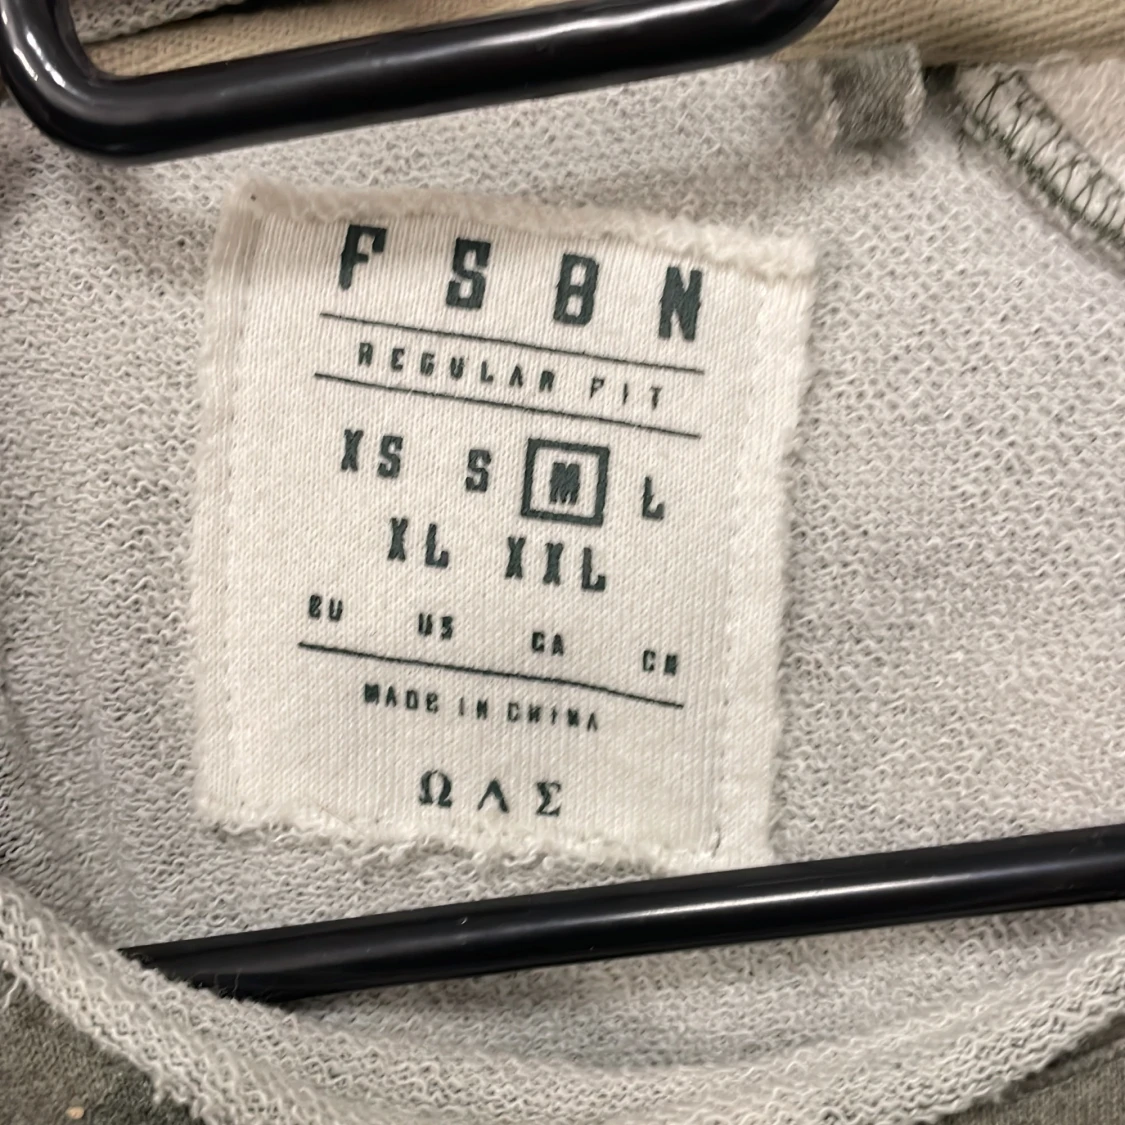 FSBN
REGULAR FIT
XS S M L
XL XXL
EU US CA CN
MADE IN CHINA
Ω Λ Σ